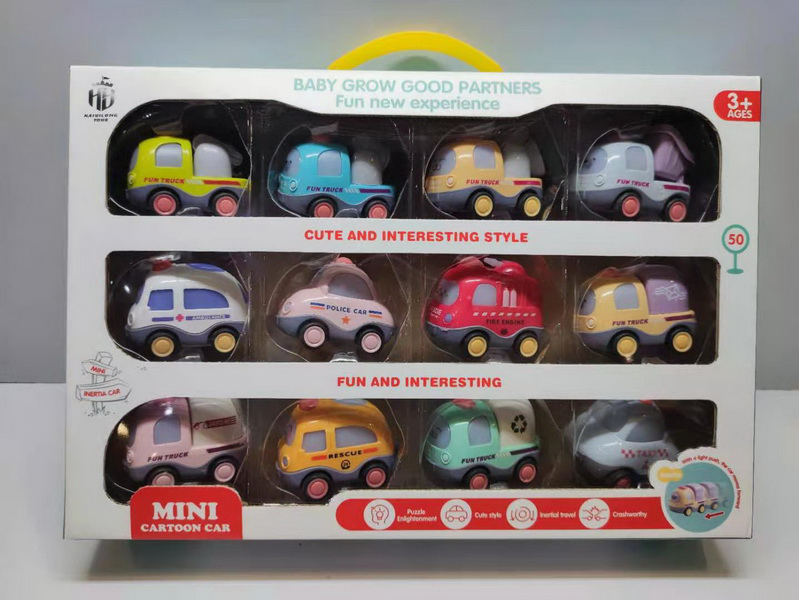 BABY GROW GOOD PARTNERS
Fun new experience
3+
AGES
FUN TRUCK
FUN TRUCK
FUN TRUCK
FUN TRUCK
CUTE AND INTERESTING STYLE
50
AMBULANCE
POLICE CAR
FIRE ENGINE
FUN TRUCK
FUN AND INTERESTING
MINI
INERTIA CAR
FUN TRUCK
RESCUE
FUN TRUCK
TAXI
MINI
CARTOON CAR
Puzzle
Enlightenment
Cute style
Inertial travel
Crashworthy